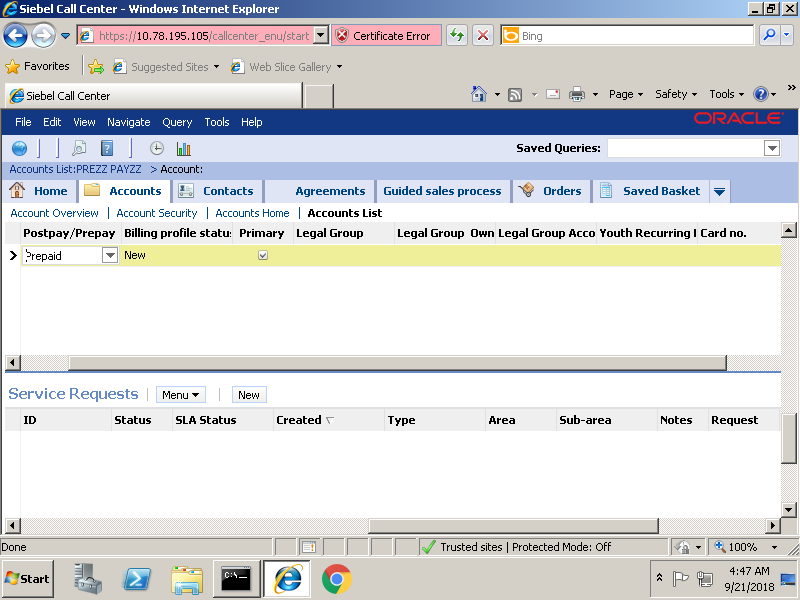 Siebel Call Center - Windows Internet Explorer
https://10.78.195.105/callcenter_enu/start Certificate Error Bing
Favorites Suggested Sites Web Slice Gallery
Siebel Call Center Page Safety Tools »
File Edit View Navigate Query Tools Help ORACLE
Saved Queries:
Accounts List:PREZZ PAYZZ > Account:
Home Accounts Contacts Agreements Guided sales process Orders Saved Basket
Account Overview Account Security Accounts Home Accounts List
Postpay/Prepay Billing profile status Primary Legal Group Legal Group Own Legal Group Acco Youth Recurring Card no.
Prepaid New
Service Requests Menu New
ID Status SLA Status Created Type Area Sub-area Notes Request
Done Trusted sites | Protected Mode: Off 100%
Start C:\_ 4:47 AM
9/21/2018